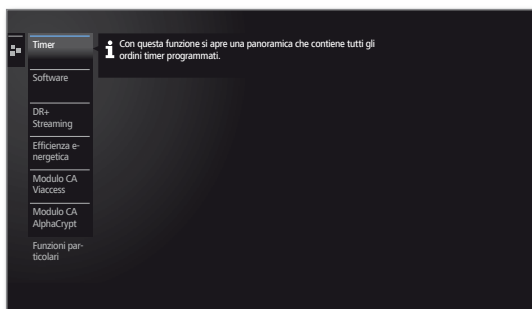 Timer
Con questa funzione si apre una panoramica che contiene tutti gli
ordini timer programmati.
Software
DR+
Streaming
Efficienza e-
nergetica
Modulo CA
Viaccess
Modulo CA
AlphaCrypt
Funzioni par-
ticolari